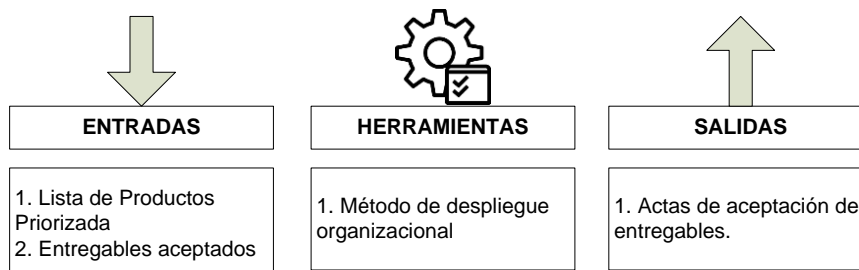 ENTRADAS
HERRAMIENTAS
SALIDAS
1. Lista de Productos
Priorizada
2. Entregables aceptados
1. Método de despliegue
organizacional
1. Actas de aceptación de
entregables.